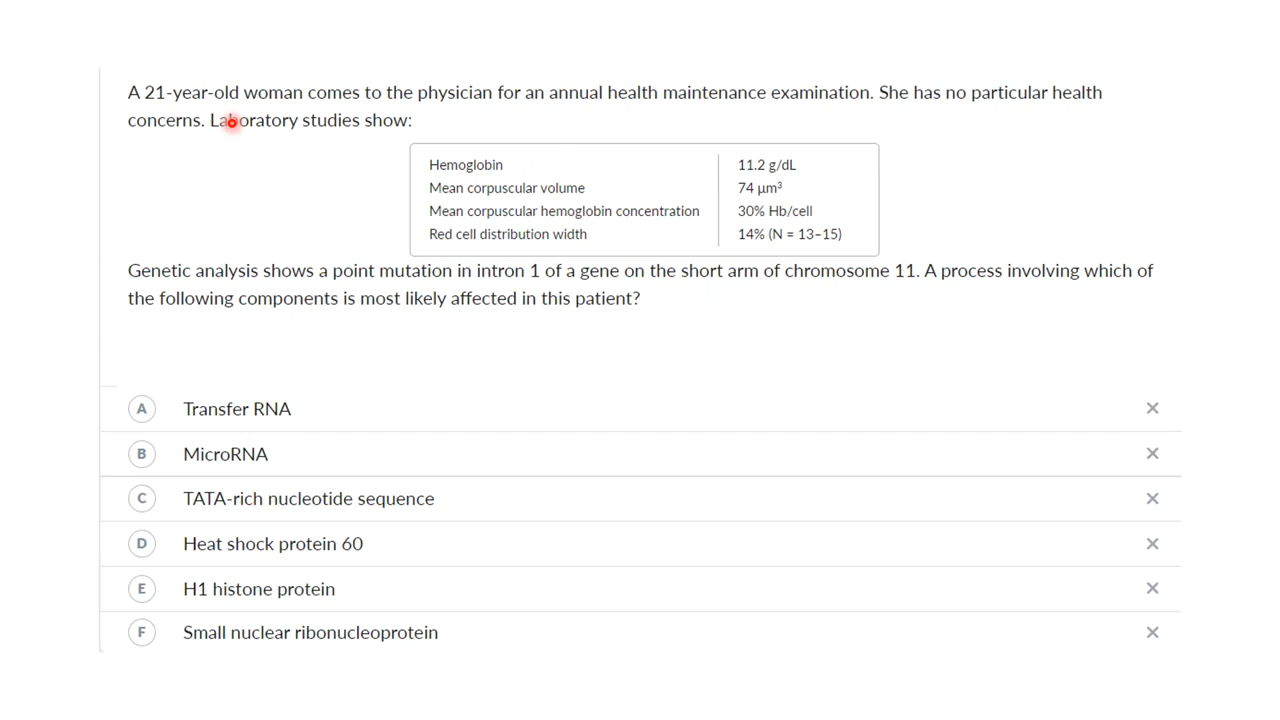 A 21-year-old woman comes to the physician for an annual health maintenance examination. She has no particular health
concerns. Laboratory studies show:
Hemoglobin 11.2 g/dL
Mean corpuscular volume 74 μm³
Mean corpuscular hemoglobin concentration 30% Hb/cell
Red cell distribution width 14% (N = 13–15)
Genetic analysis shows a point mutation in intron 1 of a gene on the short arm of chromosome 11. A process involving which of
the following components is most likely affected in this patient?
A Transfer RNA
B MicroRNA
C TATA-rich nucleotide sequence
D Heat shock protein 60
E H1 histone protein
F Small nuclear ribonucleoprotein